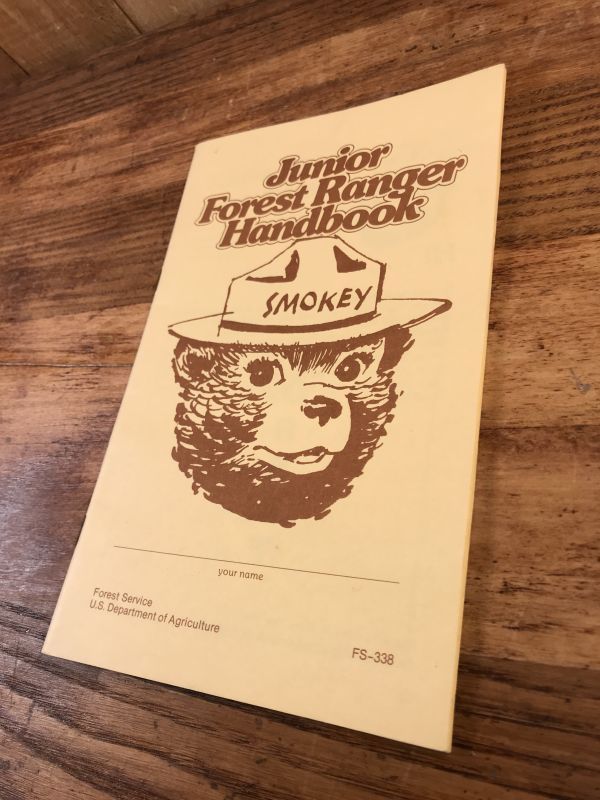 Junior
Forest Ranger
Handbook
SMOKEY
your name
Forest Service
U.S. Department of Agriculture
FS-338